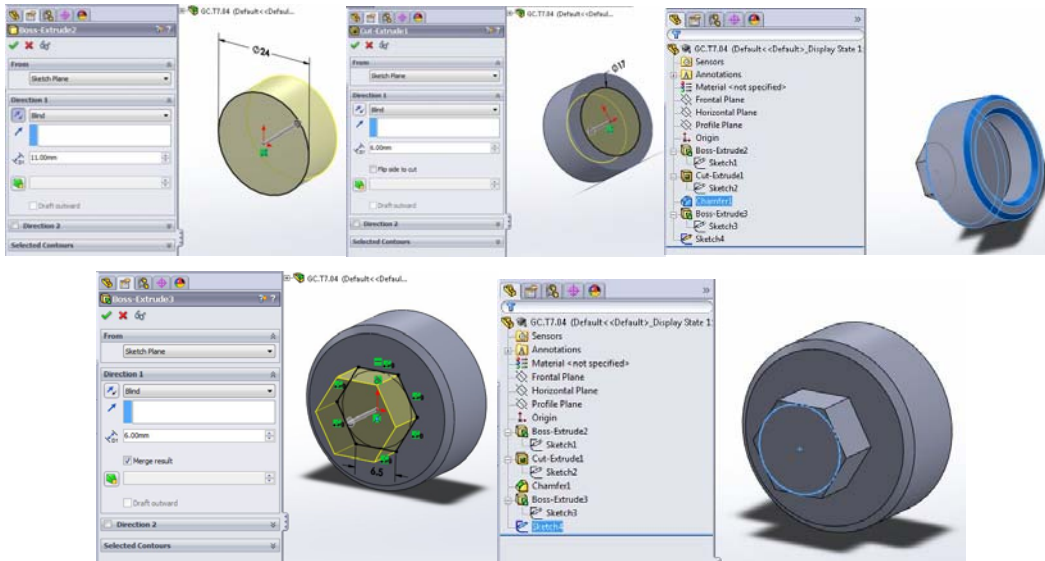 Boss-Extrude2
From
Sketch Plane
Direction 1
Blind
11.00mm
Draft outward
Direction 2
Selected Contours
GC.T7.04 (Default<<Defaul...
Ø24
Cut-Extrude1
From
Sketch Plane
Direction 1
Blind
6.00mm
Flip side to cut
Draft outward
Direction 2
Selected Contours
GC.T7.04 (Default<<Defaul...
Ø17
GC.T7.04 (Default<<Default>_Display State 1:
Sensors
Annotations
Material <not specified>
Frontal Plane
Horizontal Plane
Profile Plane
Origin
Boss-Extrude2
Sketch1
Cut-Extrude1
Sketch2
Chamfer1
Boss-Extrude3
Sketch3
Sketch4
Boss-Extrude3
From
Sketch Plane
Direction 1
Blind
6.00mm
Merge result
Draft outward
Direction 2
Selected Contours
GC.T7.04 (Default<<Defaul...
6.5
GC.T7.04 (Default<<Default>_Display State 1:
Sensors
Annotations
Material <not specified>
Frontal Plane
Horizontal Plane
Profile Plane
Origin
Boss-Extrude2
Sketch1
Cut-Extrude1
Sketch2
Chamfer1
Boss-Extrude3
Sketch3
Sketch4